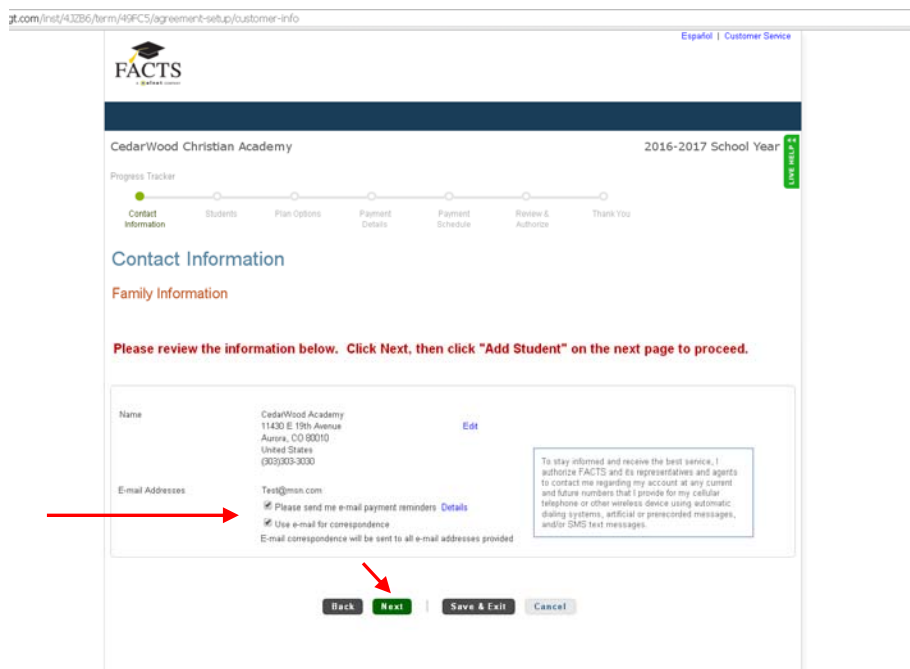 gt.com/inst/4JZB6/term/49FC5/agreement-setup/customer-info
Español | Customer Service
FACTS
a nelnet company
CedarWood Christian Academy
2016-2017 School Year
LIVE HELP
Progress Tracker
Contact Information
Students
Plan Options
Payment Details
Payment Schedule
Review & Authorize
Thank You
Contact Information
Family Information
Please review the information below. Click Next, then click "Add Student" on the next page to proceed.
Name
CedarWood Academy
11430 E 19th Avenue
Aurora, CO 80010
United States
(303)303-3030
Edit
E-mail Addresses
Test@msn.com
Please send me e-mail payment reminders Details
Use e-mail for correspondence
E-mail correspondence will be sent to all e-mail addresses provided
To stay informed and receive the best service, I
authorize FACTS and its representatives and agents
to contact me regarding my account at any current
and future numbers that I provide for my cellular
telephone or other wireless device using automatic
dialing systems, artificial or prerecorded messages,
and/or SMS text messages.
Back
Next
|
Save & Exit
Cancel